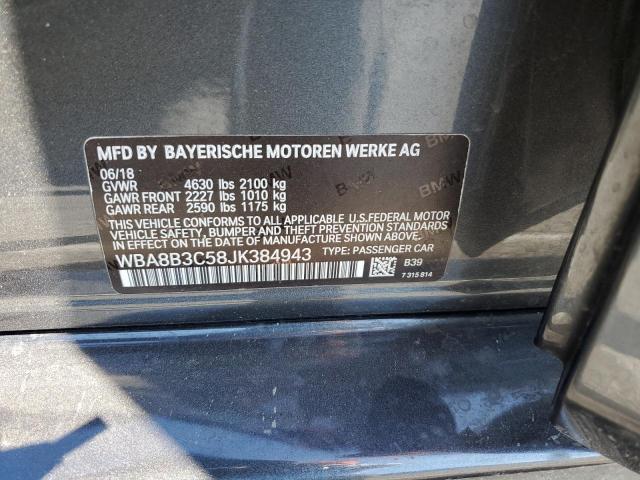 MFD BY BAYERISCHE MOTOREN WERKE AG
06/18
GVWR 4630 lbs 2100 kg
GAWR FRONT 2227 lbs 1010 kg
GAWR REAR 2590 lbs 1175 kg
THIS VEHICLE CONFORMS TO ALL APPLICABLE U.S.FEDERAL MOTOR
VEHICLE SAFETY, BUMPER, AND THEFT PREVENTION STANDARDS
IN EFFECT ON THE DATE OF MANUFACTURE SHOWN ABOVE.
WBA8B3C58JK384943 TYPE: PASSENGER CAR
B39
7 315 814